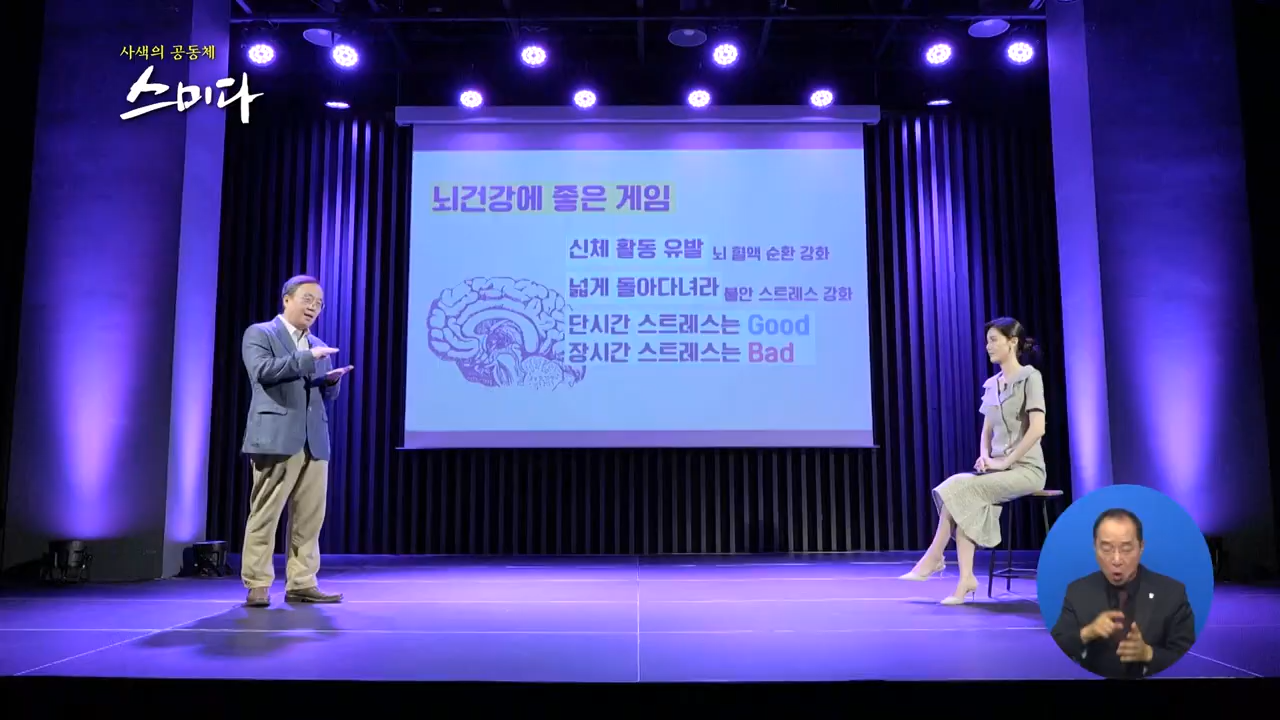 사색의 공동체
스미다
뇌건강에 좋은 게임
신체 활동 유발 뇌 혈액 순환 강화
넓게 돌아다녀라 불안 스트레스 강화
단시간 스트레스는 Good
장시간 스트레스는 Bad